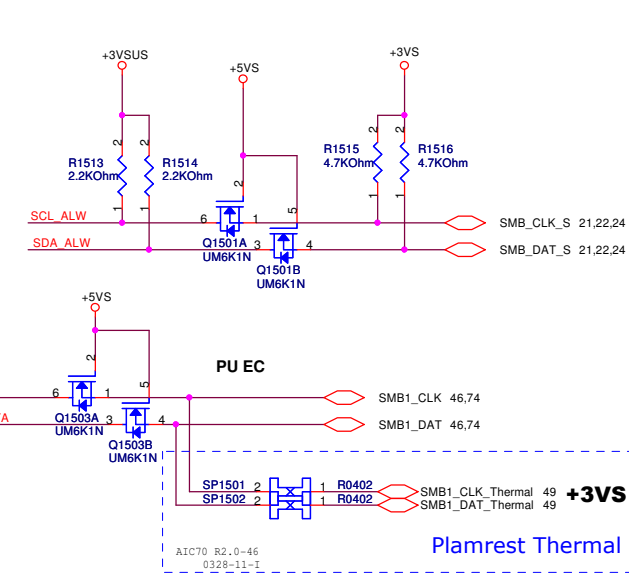 +3VSUS
+5VS
+3VS
2
2
2
2
R1513
2.2KOhm
R1514
2.2KOhm
R1515
4.7KOhm
R1516
4.7KOhm
1
1
1
1
2
5
SCL_ALW
6
1
SMB_CLK_S 21,22,24
SDA_ALW
Q1501A
UM6K1N
3
4
SMB_DAT_S 21,22,24
Q1501B
UM6K1N
+5VS
2
5
PU EC
6
1
SMB1_CLK 46,74
A
Q1503A
UM6K1N
3
4
SMB1_DAT 46,74
Q1503B
UM6K1N
SP1501 2
1 R0402
SMB1_CLK_Thermal 49
SP1502 2
1 R0402
SMB1_DAT_Thermal 49
+3VS
Plamrest Thermal
AIC70 R2.0-46
0328-11-I